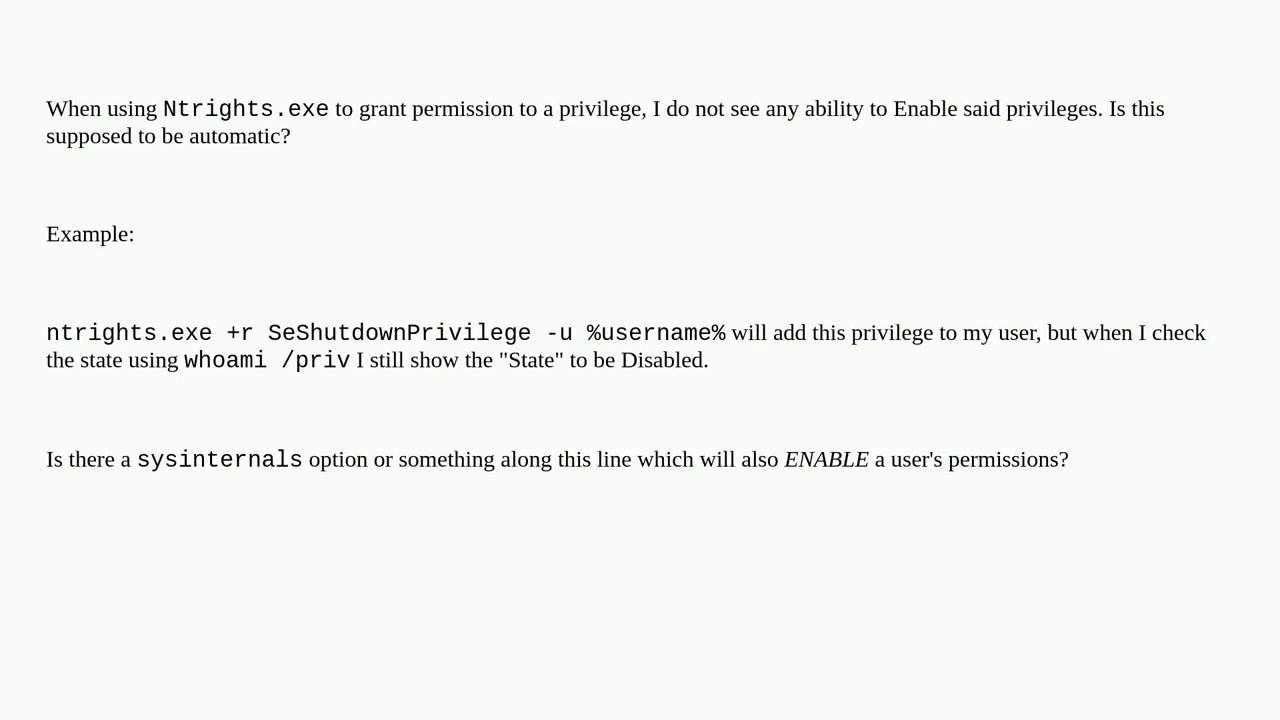 When using Ntrights.exe to grant permission to a privilege, I do not see any ability to Enable said privileges. Is this
supposed to be automatic?
Example:
ntrights.exe +r SeShutdownPrivilege -u %username% will add this privilege to my user, but when I check
the state using whoami /priv I still show the "State" to be Disabled.
Is there a sysinternals option or something along this line which will also ENABLE a user's permissions?